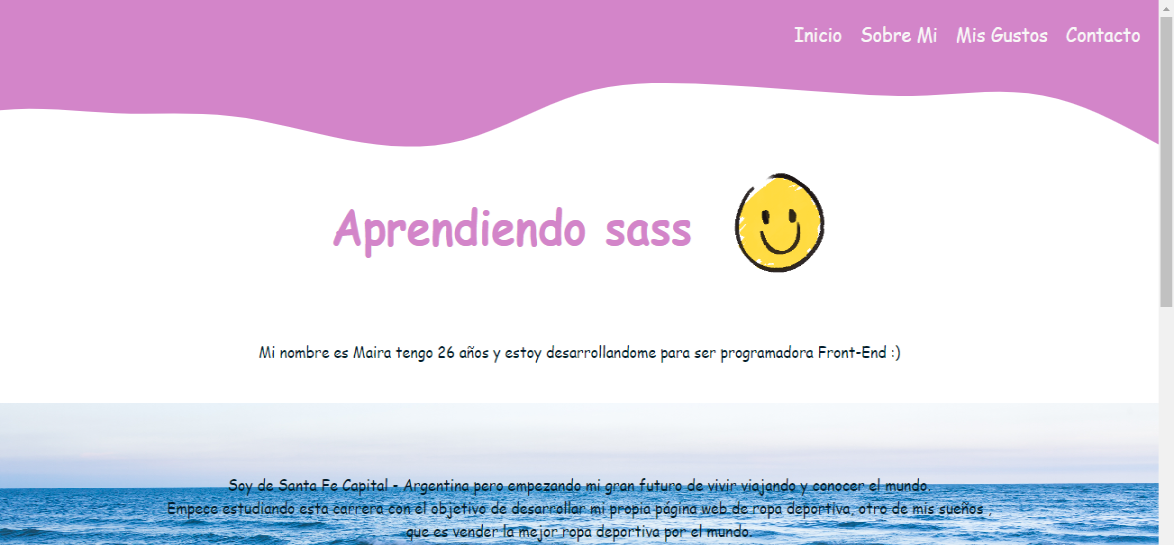 Inicio Sobre Mi Mis Gustos Contacto
Aprendiendo sass
Mi nombre es Maira tengo 26 años y estoy desarrollandome para ser programadora Front-End :)
Soy de Santa Fe Capital - Argentina pero empezando mi gran futuro de vivir viajando y conocer el mundo.
Empece estudiando esta carrera con el objetivo de desarrollar mi propia página web de ropa deportiva, otro de mis sueños ,
que es vender la mejor ropa deportiva por el mundo.